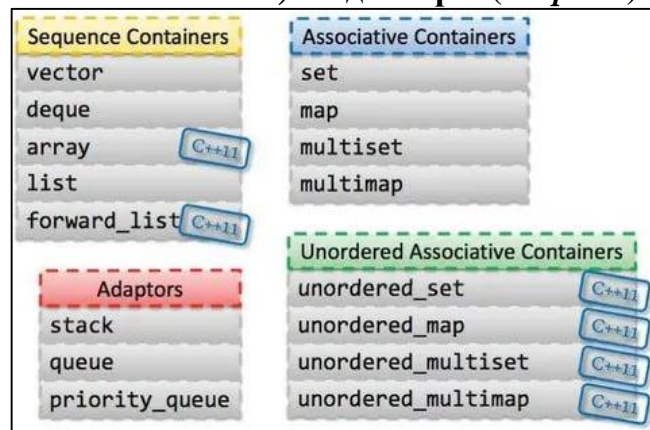 Sequence Containers
vector
deque
array C++11
list
forward_list C++11
Associative Containers
set
map
multiset
multimap
Adaptors
stack
queue
priority_queue
Unordered Associative Containers
unordered_set C++11
unordered_map C++11
unordered_multiset C++11
unordered_multimap C++11